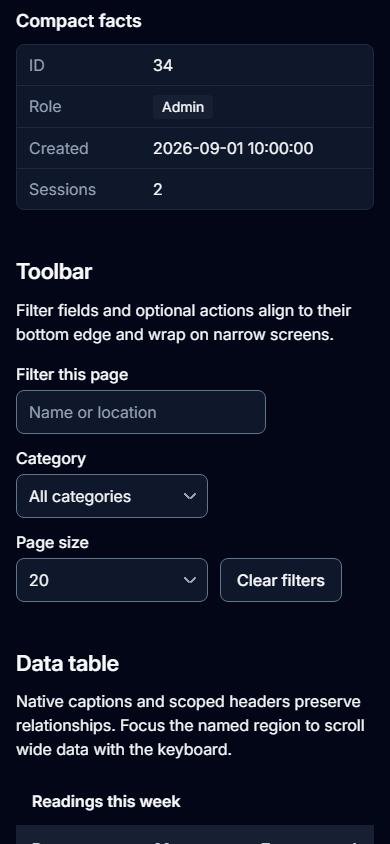 Compact facts
ID 34
Role Admin
Created 2026-09-01 10:00:00
Sessions 2
Toolbar
Filter fields and optional actions align to their
bottom edge and wrap on narrow screens.
Filter this page
Name or location
Category
All categories
Page size
20 Clear filters
Data table
Native captions and scoped headers preserve
relationships. Focus the named region to scroll
wide data with the keyboard.
Readings this week